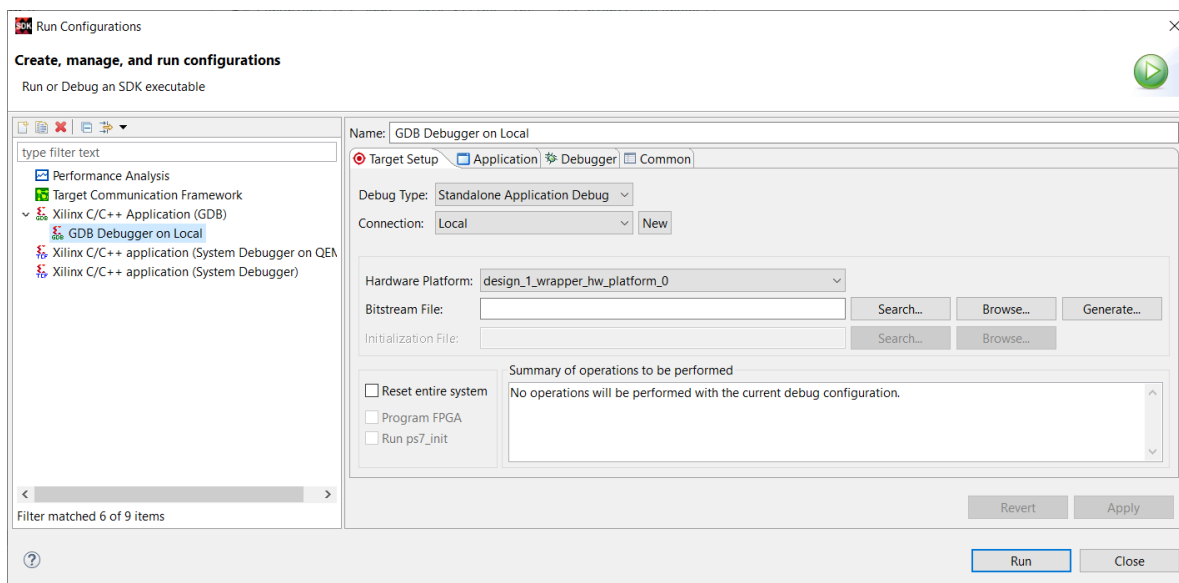 SDK Run Configurations
Create, manage, and run configurations
Run or Debug an SDK executable
type filter text
Performance Analysis
Target Communication Framework
Xilinx C/C++ Application (GDB)
GDB Debugger on Local
Xilinx C/C++ application (System Debugger on QEM
Xilinx C/C++ application (System Debugger)
Filter matched 6 of 9 items
Name: GDB Debugger on Local
Target Setup Application Debugger Common
Debug Type: Standalone Application Debug
Connection: Local New
Hardware Platform: design_1_wrapper_hw_platform_0
Bitstream File: Search... Browse... Generate...
Initialization File: Search... Browse...
Reset entire system
Program FPGA
Run ps7_init
Summary of operations to be performed
No operations will be performed with the current debug configuration.
Revert Apply
? Run Close